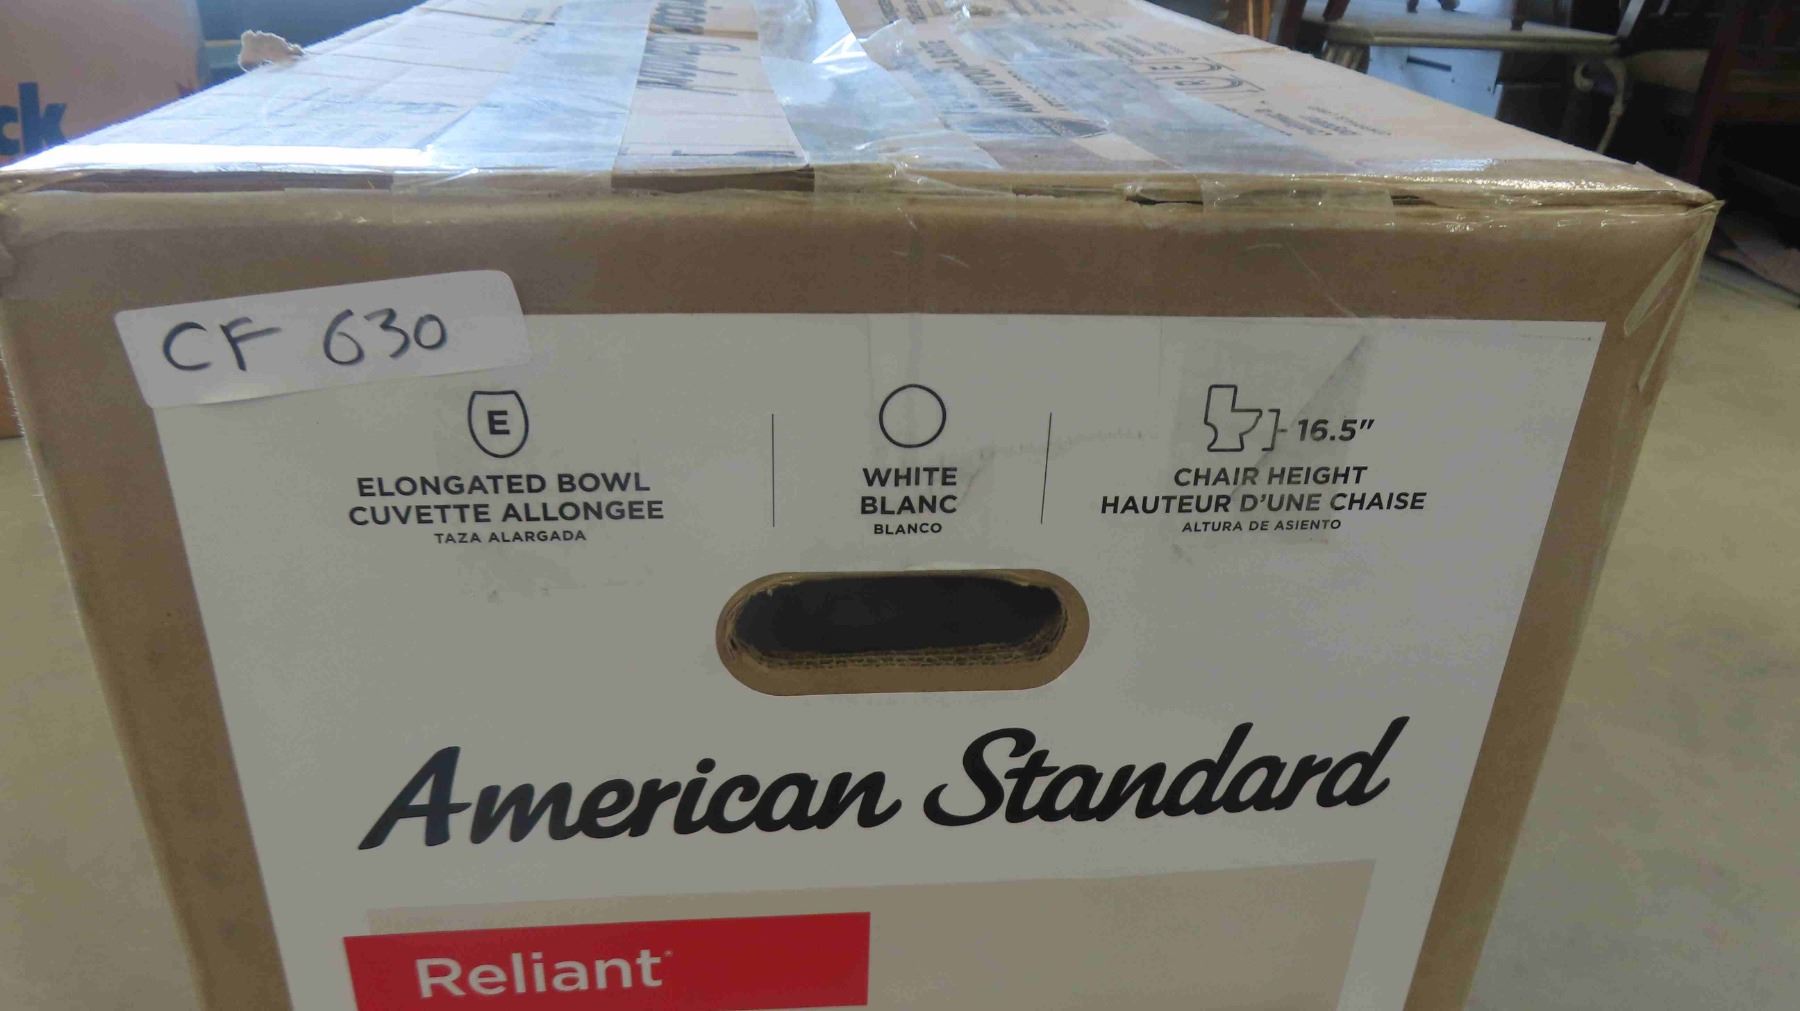 ck
CF 630
E
ELONGATED BOWL
CUVETTE ALLONGEE
TAZA ALARGADA
WHITE
BLANC
BLANCO
16.5"
CHAIR HEIGHT
HAUTEUR D'UNE CHAISE
ALTURA DE ASIENTO
American Standard
Reliant